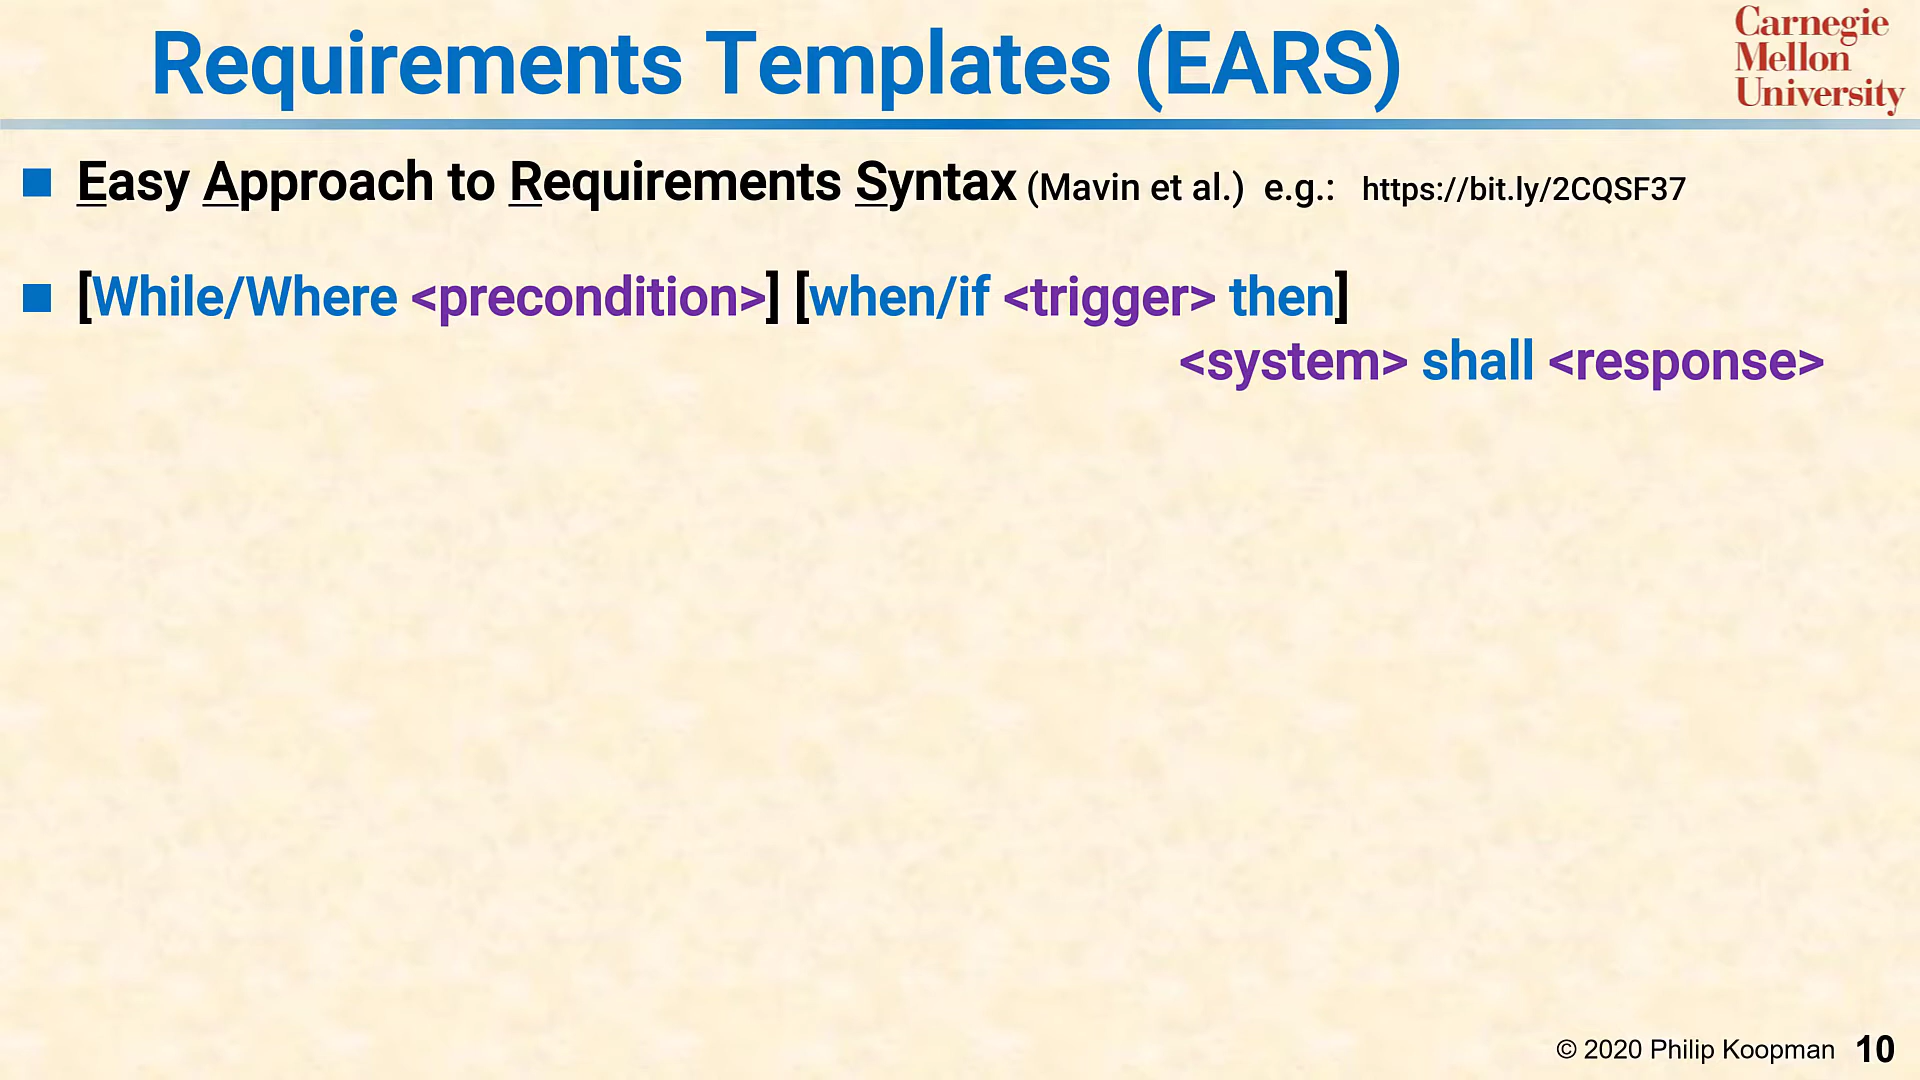 Requirements Templates (EARS)
Carnegie
Mellon
University
Easy Approach to Requirements Syntax (Mavin et al.) e.g.: https://bit.ly/2CQSF37
[While/Where <precondition>] [when/if <trigger> then]
<system> shall <response>
© 2020 Philip Koopman 10